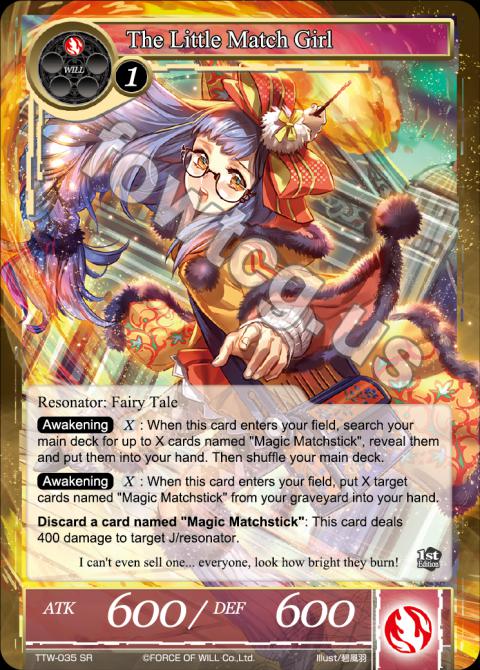 The Little Match Girl
WILL
1
fowtcg.us
Resonator: Fairy Tale
Awakening X : When this card enters your field, search your
main deck for up to X cards named "Magic Matchstick", reveal them
and put them into your hand. Then shuffle your main deck.
Awakening X : When this card enters your field, put X target
cards named "Magic Matchstick" from your graveyard into your hand.
Discard a card named "Magic Matchstick": This card deals
400 damage to target J/resonator.
I can't even sell one... everyone, look how bright they burn!
1st
Edition
ATK 600 / DEF 600
TTW-035 SR ©FORCE OF WILL Co.,Ltd. Illust/碧風羽